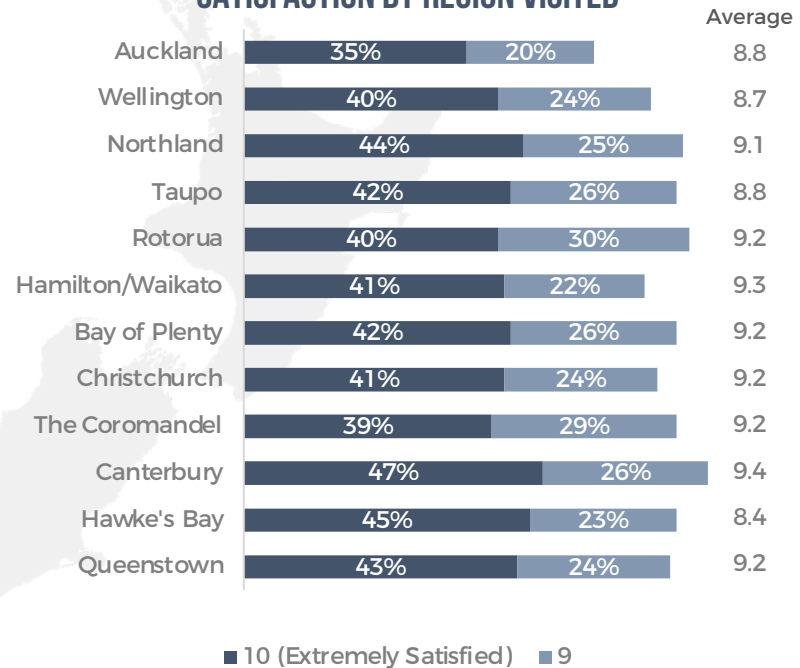 SATISFACTION BY REGION VISITED
Average
Auckland 35% 20% 8.8
Wellington 40% 24% 8.7
Northland 44% 25% 9.1
Taupo 42% 26% 8.8
Rotorua 40% 30% 9.2
Hamilton/Waikato 41% 22% 9.3
Bay of Plenty 42% 26% 9.2
Christchurch 41% 24% 9.2
The Coromandel 39% 29% 9.2
Canterbury 47% 26% 9.4
Hawke's Bay 45% 23% 8.4
Queenstown 43% 24% 9.2
10 (Extremely Satisfied) 9